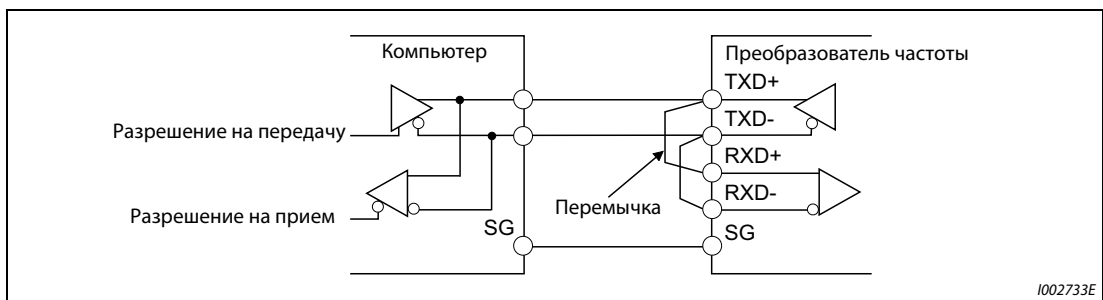 Компьютер
Преобразователь частоты
TXD+
TXD-
Разрешение на передачу
RXD+
RXD-
Перемычка
Разрешение на прием
SG
SG
I002733E